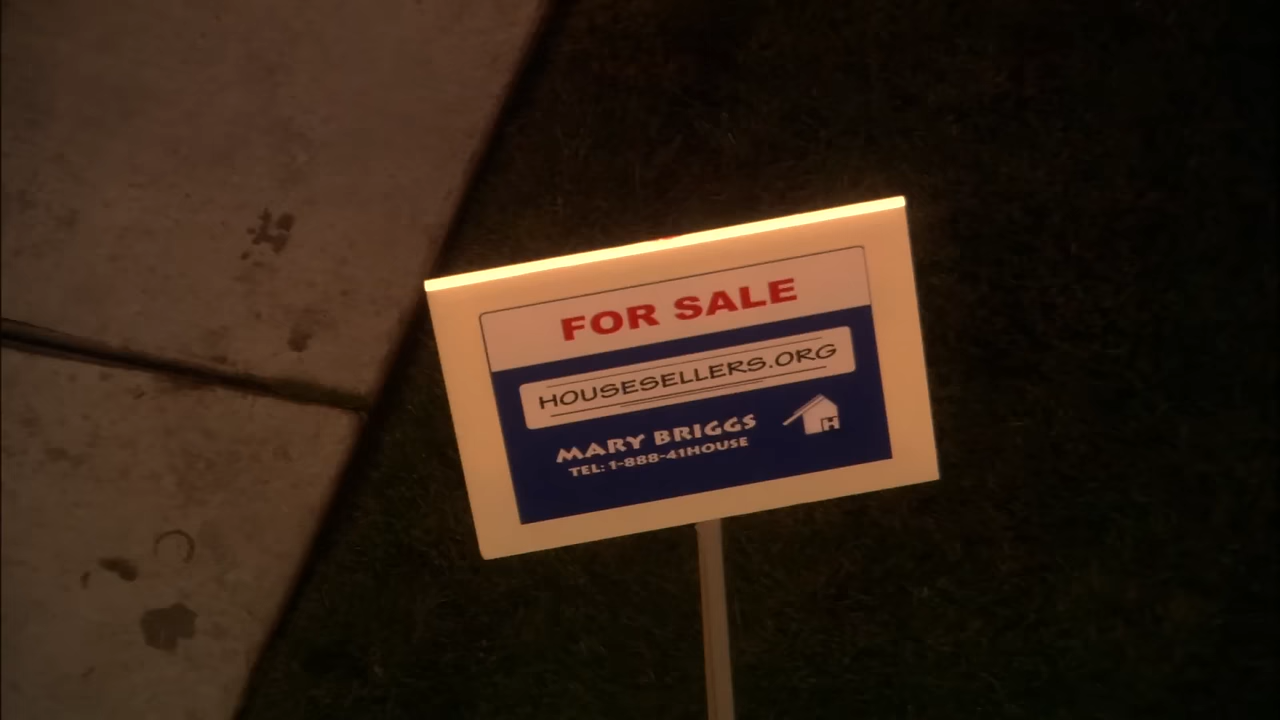 FOR SALE
HOUSESELLERS.ORG
MARY BRIGGS
TEL: 1-888-41HOUSE
H